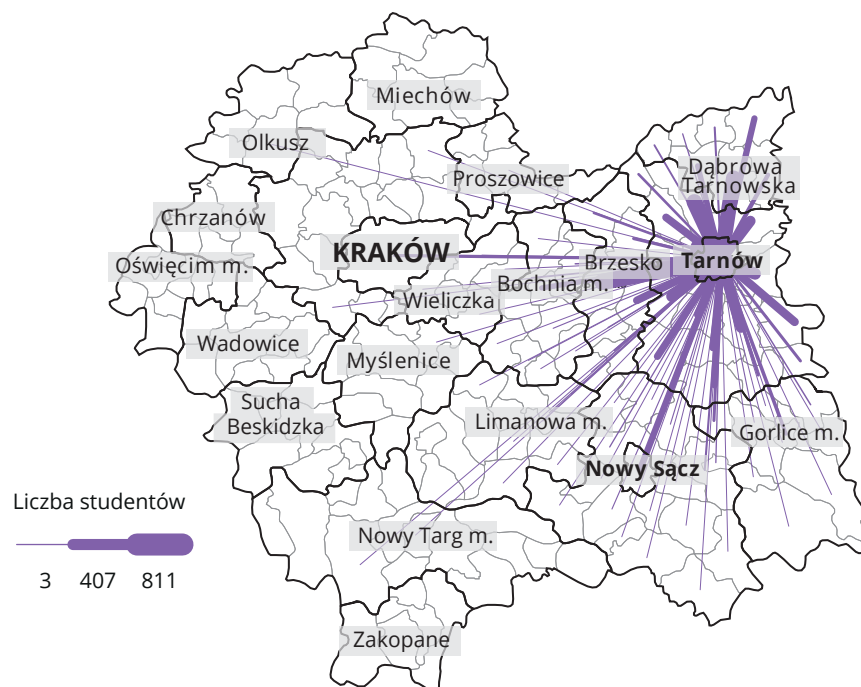 Miechów
Olkusz
Dąbrowa
Tarnowska
Proszowice
Chrzanów
KRAKÓW
Oświęcim m.
Brzesko
Tarnów
Bochnia m.
Wieliczka
Wadowice
Myślenice
Sucha
Beskidzka
Limanowa m.
Gorlice m.
Nowy Sącz
Liczba studentów
3 407 811
Nowy Targ m.
Zakopane